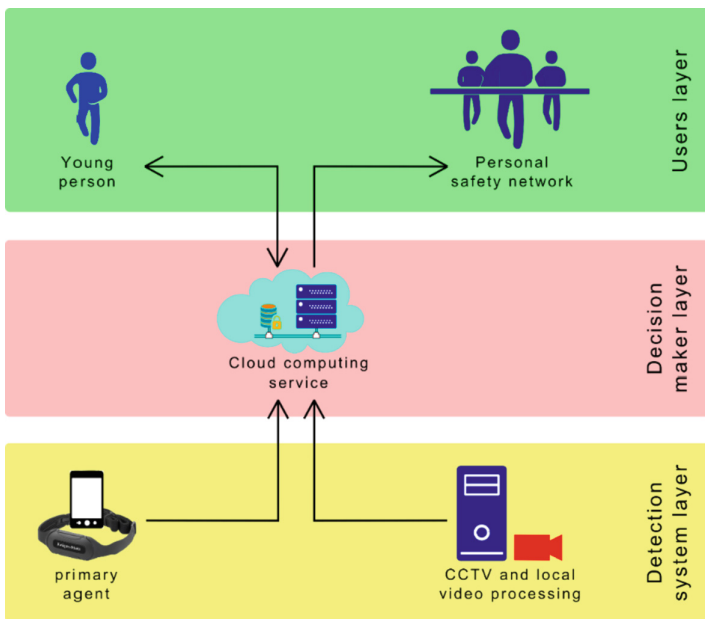 Young
person
Personal
safety network
Users layer
Cloud computing
service
Decision
maker layer
primary
agent
CCTV and local
video processing
Detection
system layer